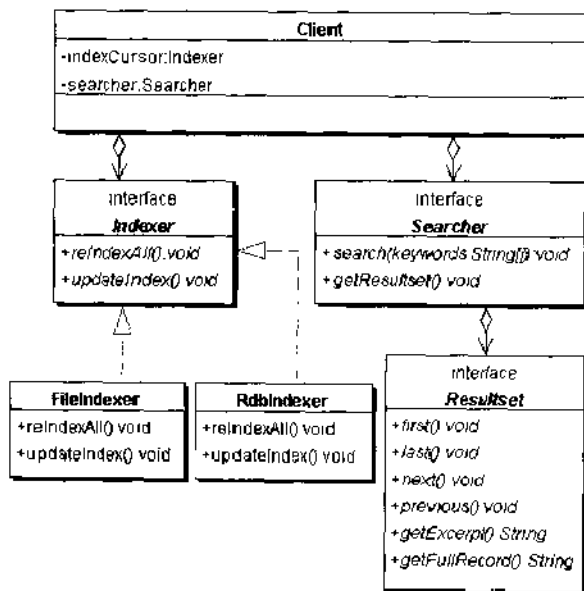 Client
-indexCursor:Indexer
-searcher.Searcher
interface
Indexer
+reIndexAll().void
+updateIndex() void
interface
Searcher
+search(keywords String[]) void
+getResultset() void
FileIndexer
+reIndexAll() void
+updateIndex() void
RdbIndexer
+reIndexAll() void
+updateIndex() void
interface
Resultset
+first() void
+last() void
+next() void
+previous() void
+getExcerpt() String
+getFullRecord() String